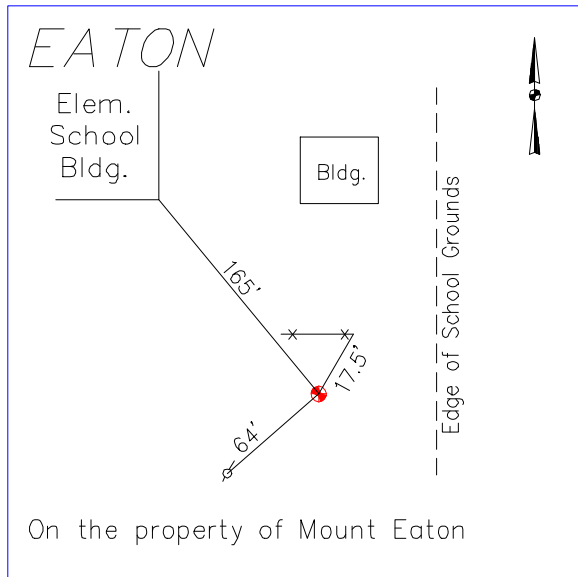 EATON
Elem.
School
Bldg.
Bldg.
165'
17.5'
64'
Edge of School Grounds
On the property of Mount Eaton